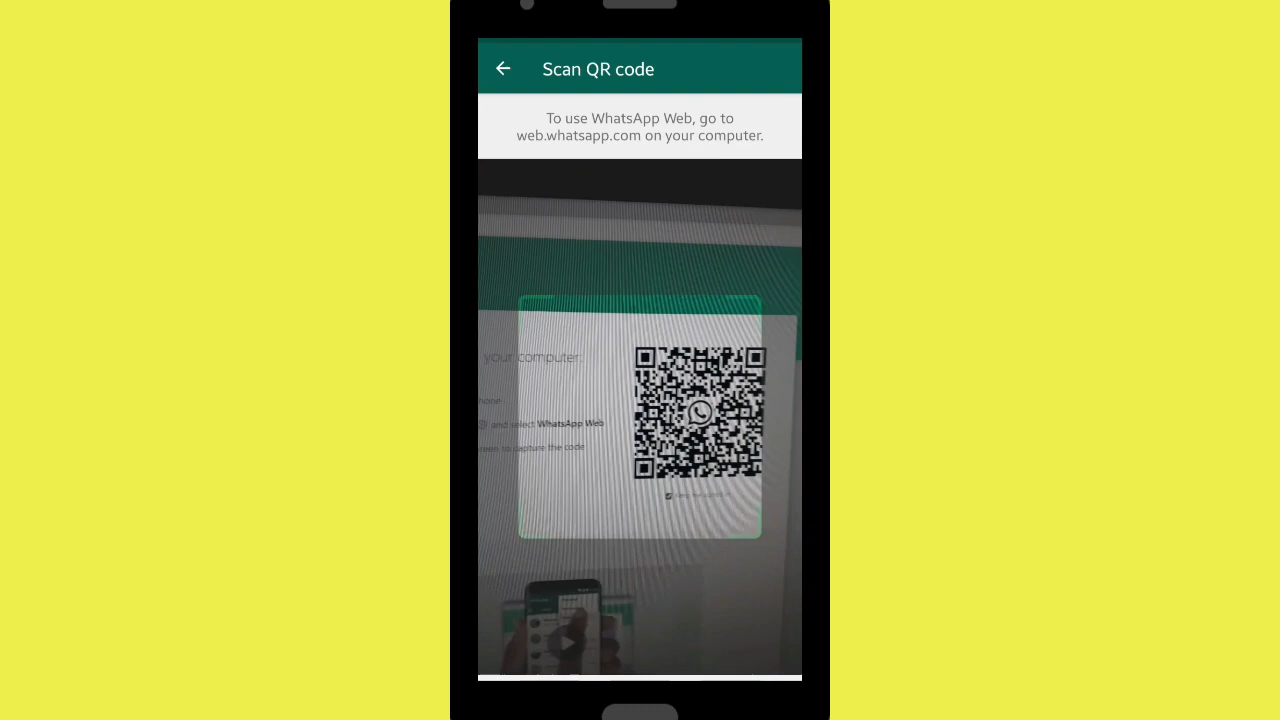 Scan QR code
To use WhatsApp Web, go to
web.whatsapp.com on your computer.
your computer:
and select WhatsApp Web
to capture the code